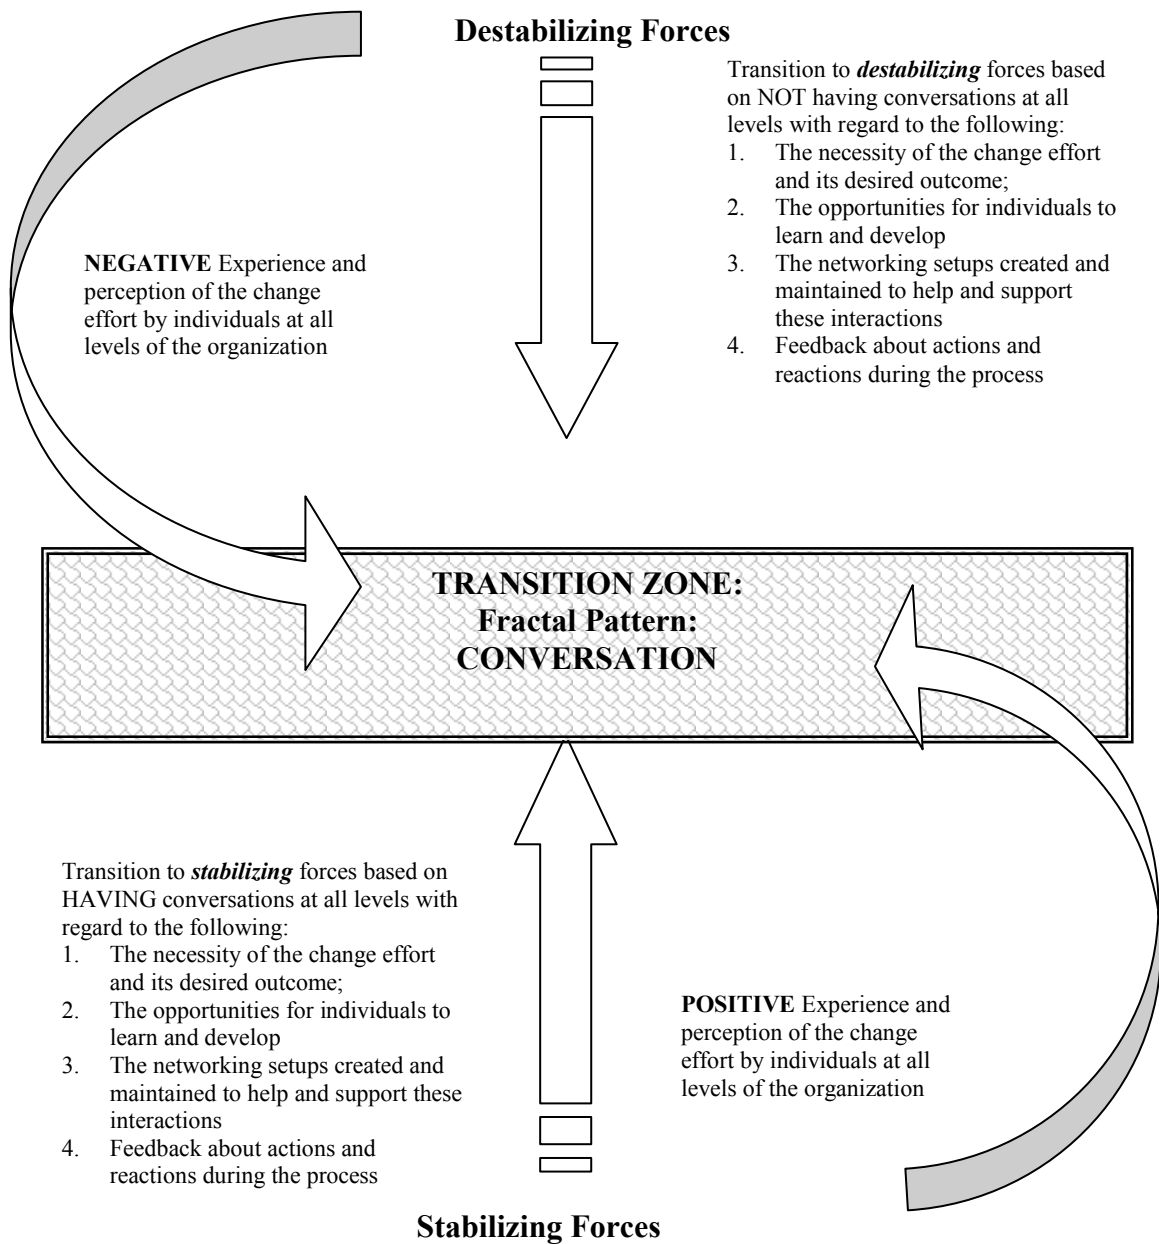 Destabilizing Forces
Transition to destabilizing forces based
on NOT having conversations at all
levels with regard to the following:
1. The necessity of the change effort
and its desired outcome;
2. The opportunities for individuals to
learn and develop
3. The networking setups created and
maintained to help and support
these interactions
4. Feedback about actions and
reactions during the process
NEGATIVE Experience and
perception of the change
effort by individuals at all
levels of the organization
TRANSITION ZONE:
Fractal Pattern:
CONVERSATION
Transition to stabilizing forces based on
HAVING conversations at all levels with
regard to the following:
1. The necessity of the change effort
and its desired outcome;
2. The opportunities for individuals to
learn and develop
3. The networking setups created and
maintained to help and support these
interactions
4. Feedback about actions and
reactions during the process
POSITIVE Experience and
perception of the change
effort by individuals at all
levels of the organization
Stabilizing Forces